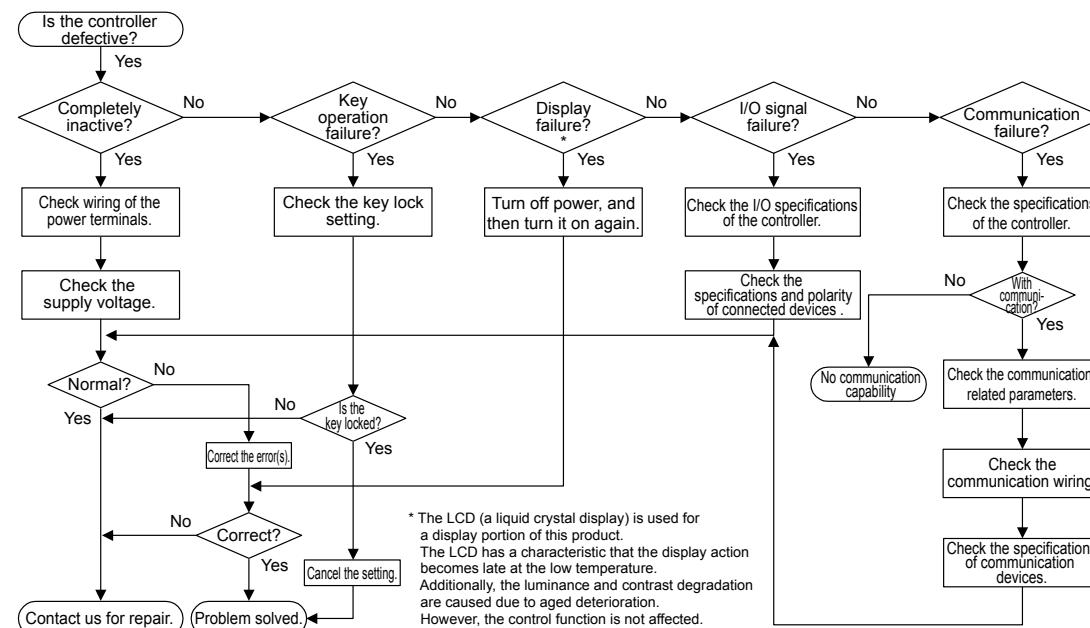 Is the controller
defective?
Yes
Completely
inactive?
No
Key
operation
failure?
No
Display
failure?
*
No
I/O signal
failure?
No
Communication
failure?
Yes
Yes
Yes
Yes
Yes
Check wiring of the
power terminals.
Check the key lock
setting.
Turn off power, and
then turn it on again.
Check the I/O specifications
of the controller.
Check the specifications
of the controller.
Check the
supply voltage.
Check the
specifications and polarity
of connected devices .
No
With
communi-
cation?
Yes
Normal?
No
Yes
No communication
capability
Check the communication
related parameters.
No
Is the
key locked?
Yes
Correct the error(s).
Check the
communication wiring
No
Correct?
Yes
Cancel the setting.
Check the specification
of communication
devices.
Contact us for repair.
Problem solved.
* The LCD (a liquid crystal display) is used for
a display portion of this product.
The LCD has a characteristic that the display action
becomes late at the low temperature.
Additionally, the luminance and contrast degradation
are caused due to aged deterioration.
However, the control function is not affected.